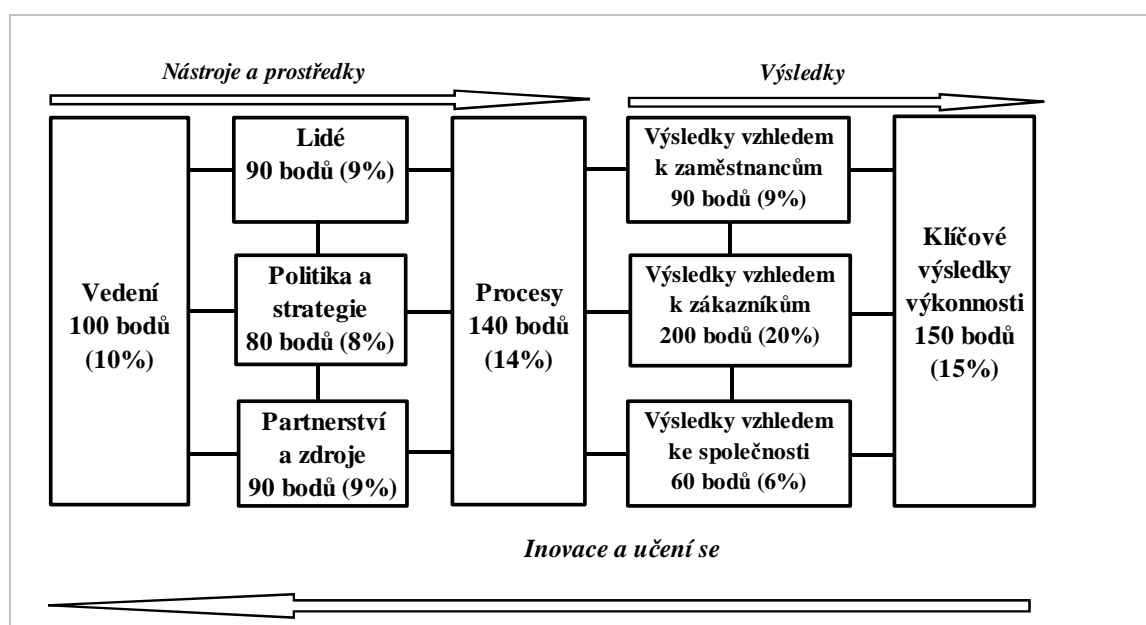 Nástroje a prostředky
Výsledky
Vedení
100 bodů
(10%)
Lidé
90 bodů (9%)
Politika a
strategie
80 bodů (8%)
Partnerství
a zdroje
90 bodů (9%)
Procesy
140 bodů
(14%)
Výsledky vzhledem
k zaměstnancům
90 bodů (9%)
Výsledky vzhledem
k zákazníkům
200 bodů (20%)
Výsledky vzhledem
ke společnosti
60 bodů (6%)
Klíčové
výsledky
výkonnosti
150 bodů
(15%)
Inovace a učení se